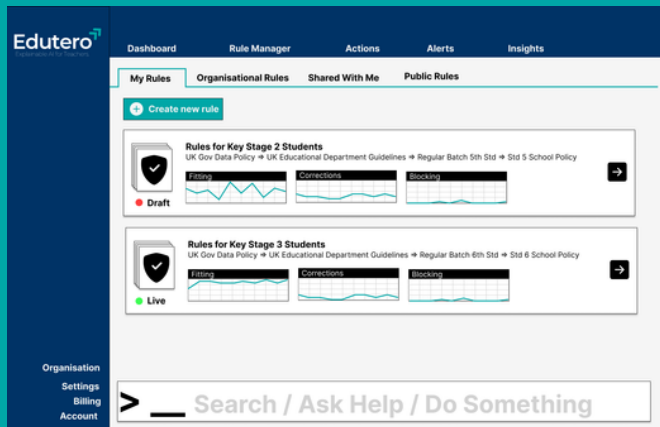 Edutero
Explainable AI for Teachers
Dashboard Rule Manager Actions Alerts Insights
My Rules Organisational Rules Shared With Me Public Rules
Create new rule
Rules for Key Stage 2 Students
UK Gov Data Policy ⇒ UK Educational Department Guidelines ⇒ Regular Batch 5th Std ⇒ Std 5 School Policy
Fitting Corrections Blocking
Draft
Rules for Key Stage 3 Students
UK Gov Data Policy ⇒ UK Educational Department Guidelines ⇒ Regular Batch 6th Std ⇒ Std 6 School Policy
Fitting Corrections Blocking
Live
Organisation
Settings
Billing
Account
>__ Search / Ask Help / Do Something